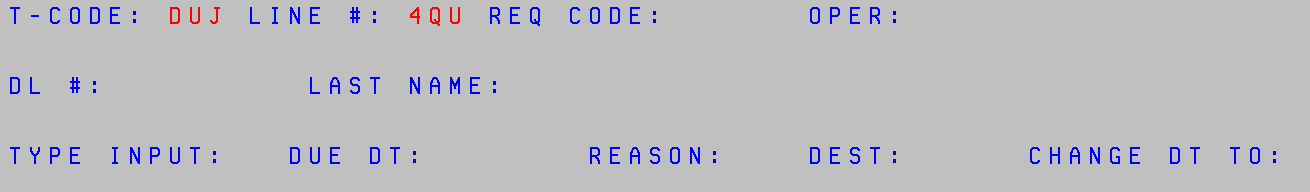 T-CODE: DUJ LINE #: 4QU REQ CODE: OPER:
DL #: LAST NAME:
TYPE INPUT: DUE DT: REASON: DEST: CHANGE DT TO: